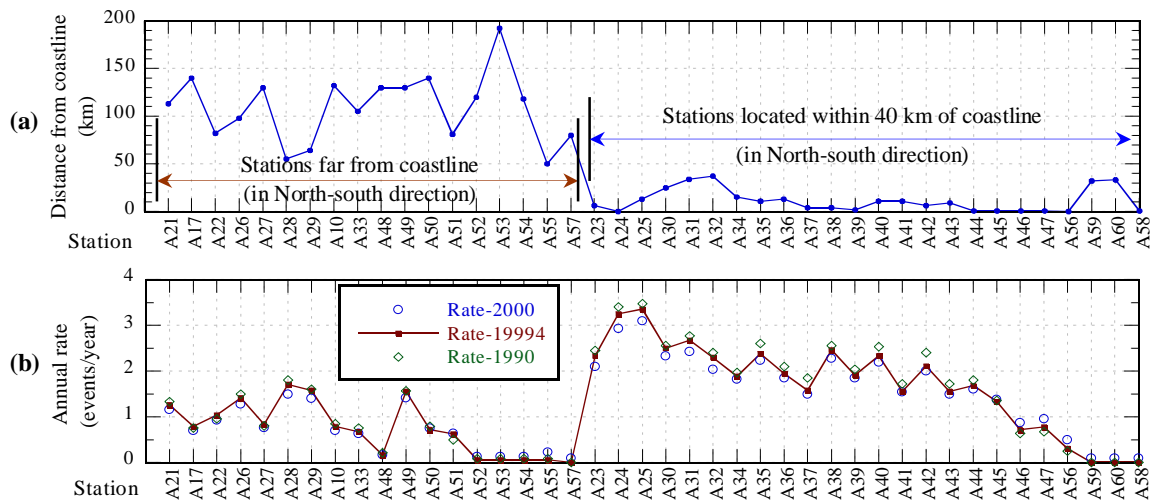 200
150
100
50
0
(a)
Distance from coastline
(km)
Stations located within 40 km of coastline
(in North-south direction)
Stations far from coastline
(in North-south direction)
Station
A21 A17 A22 A26 A27 A28 A29 A10 A33 A48 A49 A50 A51 A52 A53 A54 A55 A57 A23 A24 A25 A30 A31 A32 A34 A35 A36 A37 A38 A39 A40 A41 A42 A43 A44 A45 A46 A47 A56 A59 A60 A58
4
3
2
1
0
(b)
Annual rate
(events/year)
Rate-2000
Rate-19994
Rate-1990
Station
A21 A17 A22 A26 A27 A28 A29 A10 A33 A48 A49 A50 A51 A52 A53 A54 A55 A57 A23 A24 A25 A30 A31 A32 A34 A35 A36 A37 A38 A39 A40 A41 A42 A43 A44 A45 A46 A47 A56 A59 A60 A58